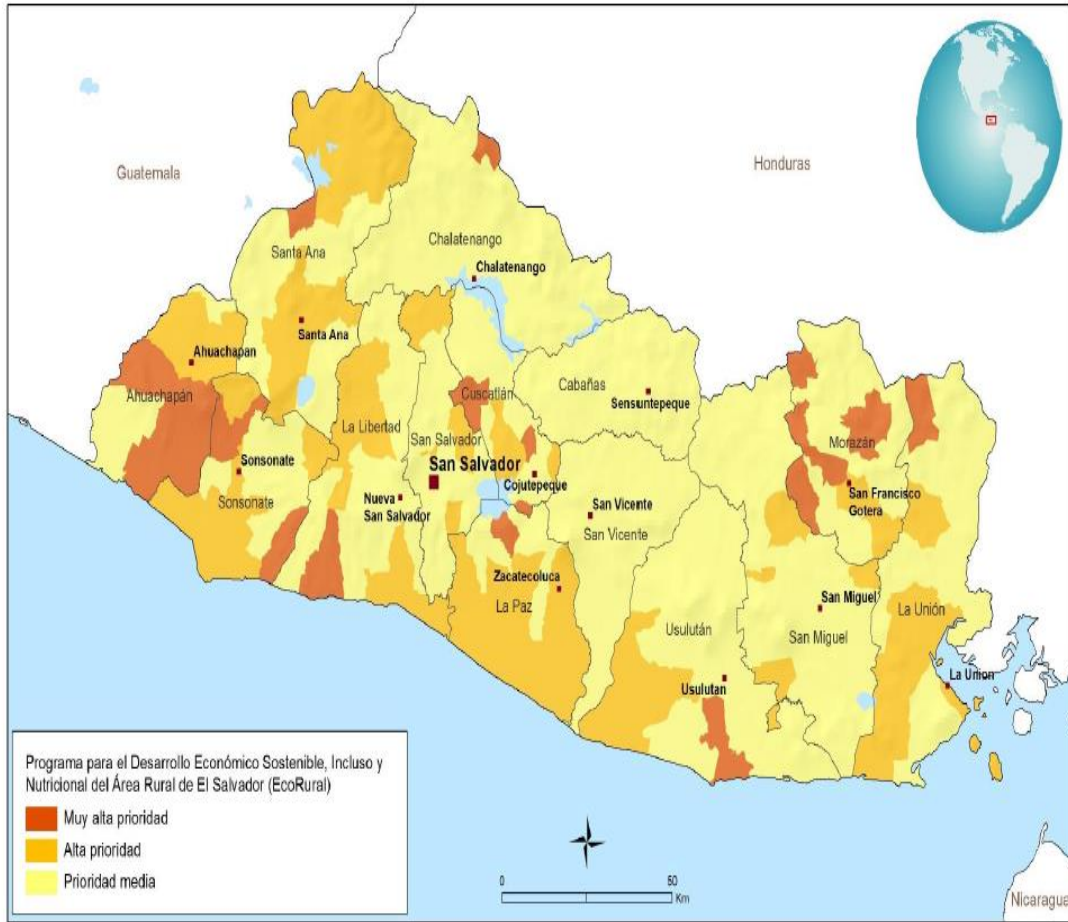 Guatemala
Honduras
Chalatenango
Santa Ana
Chalatenango
Santa Ana
Ahuachapan
Ahuachapán
Cabañas
Cuscatlán
Sensuntepeque
La Libertad
San Salvador
Morazán
San Salvador
Sonsonate
Cojutepeque
San Francisco
Gotera
Nueva
San Salvador
Sonsonate
San Vicente
San Vicente
Zacatecoluca
La Paz
San Miguel
La Unión
Usulután
San Miguel
La Union
Usulutan
Programa para el Desarrollo Económico Sostenible, Incluso y
Nutricional del Área Rural de El Salvador (EcoRural)
Muy alta prioridad
Alta prioridad
Prioridad media
0
50
Km
Nicaragua